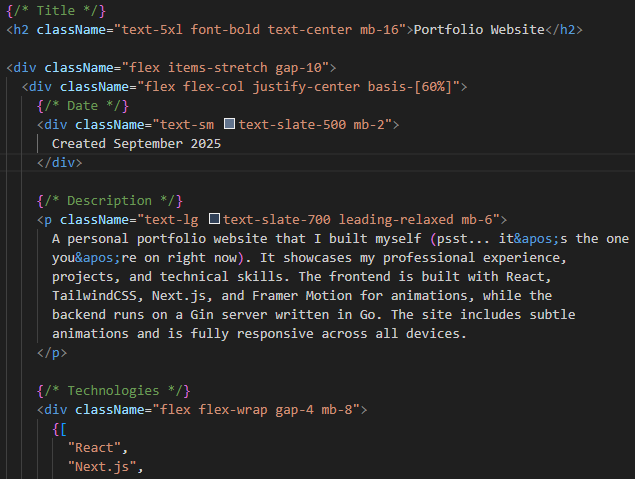 {/* Title */}
<h2 className="text-5xl font-bold text-center mb-16">Portfolio Website</h2>
<div className="flex items-stretch gap-10">
<div className="flex flex-col justify-center basis-[60%]">
{/* Date */}
<div className="text-sm text-slate-500 mb-2">
Created September 2025
</div>
{/* Description */}
<p className="text-lg text-slate-700 leading-relaxed mb-6">
A personal portfolio website that I built myself (psst... it&apos;s the one
you&apos;re on right now). It showcases my professional experience,
projects, and technical skills. The frontend is built with React,
TailwindCSS, Next.js, and Framer Motion for animations, while the
backend runs on a Gin server written in Go. The site includes subtle
animations and is fully responsive across all devices.
</p>
{/* Technologies */}
<div className="flex flex-wrap gap-4 mb-8">
{[
"React",
"Next.js",